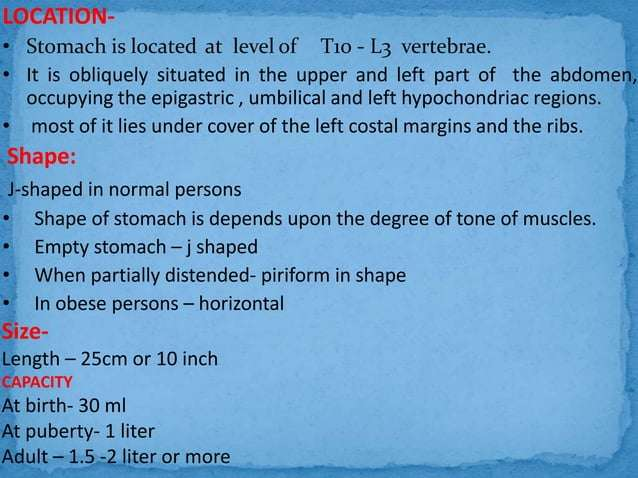 LOCATION-
• Stomach is located at level of T10 - L3 vertebrae.
• It is obliquely situated in the upper and left part of the abdomen,
occupying the epigastric , umbilical and left hypochondriac regions.
• most of it lies under cover of the left costal margins and the ribs.
Shape:
J-shaped in normal persons
• Shape of stomach is depends upon the degree of tone of muscles.
• Empty stomach – j shaped
• When partially distended- piriform in shape
• In obese persons – horizontal
Size-
Length – 25cm or 10 inch
CAPACITY
At birth- 30 ml
At puberty- 1 liter
Adult – 1.5 -2 liter or more